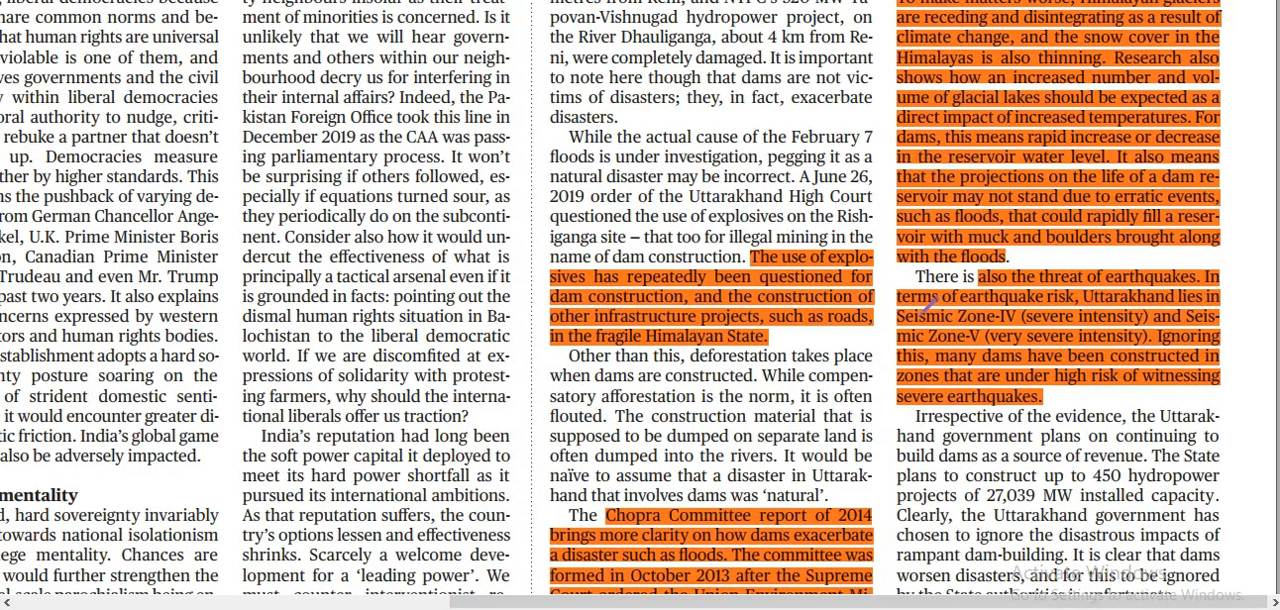 hare common norms and be-
hat human rights are universal
violable is one of them, and
ves governments and the civil
within liberal democracies
oral authority to nudge, criti-
rebuke a partner that doesn't
up. Democracies measure
ther by higher standards. This
ns the pushback of varying de-
rom German Chancellor Ange-
kel, U.K. Prime Minister Boris
on, Canadian Prime Minister
Trudeau and even Mr. Trump
past two years. It also explains
ncerns expressed by western
tors and human rights bodies.
establishment adopts a hard so-
nty posture soaring on the
of strident domestic senti-
it would encounter greater di-
tic friction. India's global game
also be adversely impacted.
mentality
d, hard sovereignty invariably
towards national isolationism
ege mentality. Chances are
would further strengthen the
ment of minorities is concerned. Is it
unlikely that we will hear govern-
ments and others within our neigh-
bourhood decry us for interfering in
their internal affairs? Indeed, the Pa-
kistan Foreign Office took this line in
December 2019 as the CAA was pass-
ing parliamentary process. It won't
be surprising if others followed, es-
pecially if equations turned sour, as
they periodically do on the subconti-
nent. Consider also how it would un-
dercut the effectiveness of what is
principally a tactical arsenal even if it
is grounded in facts: pointing out the
dismal human rights situation in Ba-
lochistan to the liberal democratic
world. If we are discomfited at ex-
pressions of solidarity with protest-
ing farmers, why should the interna-
tional liberals offer us traction?
India's reputation had long been
the soft power capital it deployed to
meet its hard power shortfall as it
pursued its international ambitions.
As that reputation suffers, the coun-
try's options lessen and effectiveness
shrinks. Scarcely a welcome deve-
lopment for a 'leading power'. We
metres from Reni, and NTPC's 520 MW Ta-
povan-Vishnugad hydropower project, on
the River Dhauliganga, about 4 km from Re-
ni, were completely damaged. It is important
to note here though that dams are not vic-
tims of disasters; they, in fact, exacerbate
disasters.
While the actual cause of the February 7
floods is under investigation, pegging it as a
natural disaster may be incorrect. A June 26,
2019 order of the Uttarakhand High Court
questioned the use of explosives on the Rish-
iganga site – that too for illegal mining in the
name of dam construction. The use of explo-
sives has repeatedly been questioned for
dam construction, and the construction of
other infrastructure projects, such as roads,
in the fragile Himalayan State.
Other than this, deforestation takes place
when dams are constructed. While compen-
satory afforestation is the norm, it is often
flouted. The construction material that is
supposed to be dumped on separate land is
often dumped into the rivers. It would be
naïve to assume that a disaster in Uttarak-
hand that involves dams was 'natural'.
The Chopra Committee report of 2014
brings more clarity on how dams exacerbate
a disaster such as floods. The committee was
formed in October 2013 after the Supreme
Court ordered the Union Environment Mi-
To make matters worse, Himalayan glaciers
are receding and disintegrating as a result of
climate change, and the snow cover in the
Himalayas is also thinning. Research also
shows how an increased number and vol-
ume of glacial lakes should be expected as a
direct impact of increased temperatures. For
dams, this means rapid increase or decrease
in the reservoir water level. It also means
that the projections on the life of a dam re-
servoir may not stand due to erratic events,
such as floods, that could rapidly fill a reser-
voir with muck and boulders brought along
with the floods.
There is also the threat of earthquakes. In
terms of earthquake risk, Uttarakhand lies in
Seismic Zone-IV (severe intensity) and Seis-
mic Zone-V (very severe intensity). Ignoring
this, many dams have been constructed in
zones that are under high risk of witnessing
severe earthquakes.
Irrespective of the evidence, the Uttarak-
hand government plans on continuing to
build dams as a source of revenue. The State
plans to construct up to 450 hydropower
projects of 27,039 MW installed capacity.
Clearly, the Uttarakhand government has
chosen to ignore the disastrous impacts of
rampant dam-building. It is clear that dams
worsen disasters, and for this to be ignored
Activate Windows
Go to Settings to activate Windows.